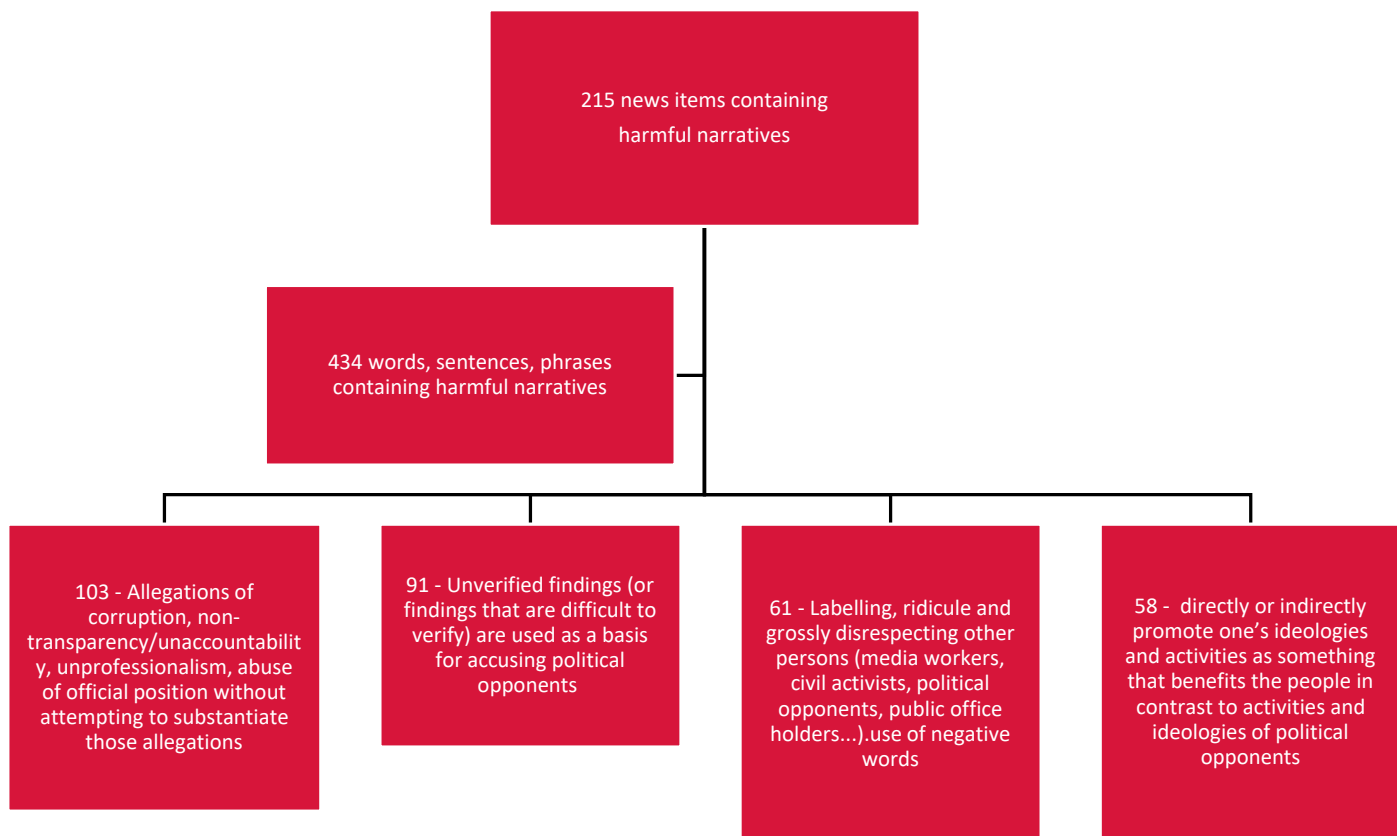 215 news items containing
harmful narratives
434 words, sentences, phrases
containing harmful narratives
103 - Allegations of
corruption, non-
transparency/unaccountabilit
y, unprofessionalism, abuse
of official position without
attempting to substantiate
those allegations
91 - Unverified findings (or
findings that are difficult to
verify) are used as a basis
for accusing political
opponents
61 - Labelling, ridicule and
grossly disrespecting other
persons (media workers,
civil activists, political
opponents, public office
holders...).use of negative
words
58 -  directly or indirectly
promote one’s ideologies
and activities as something
that benefits the people in
contrast to activities and
ideologies of political
opponents